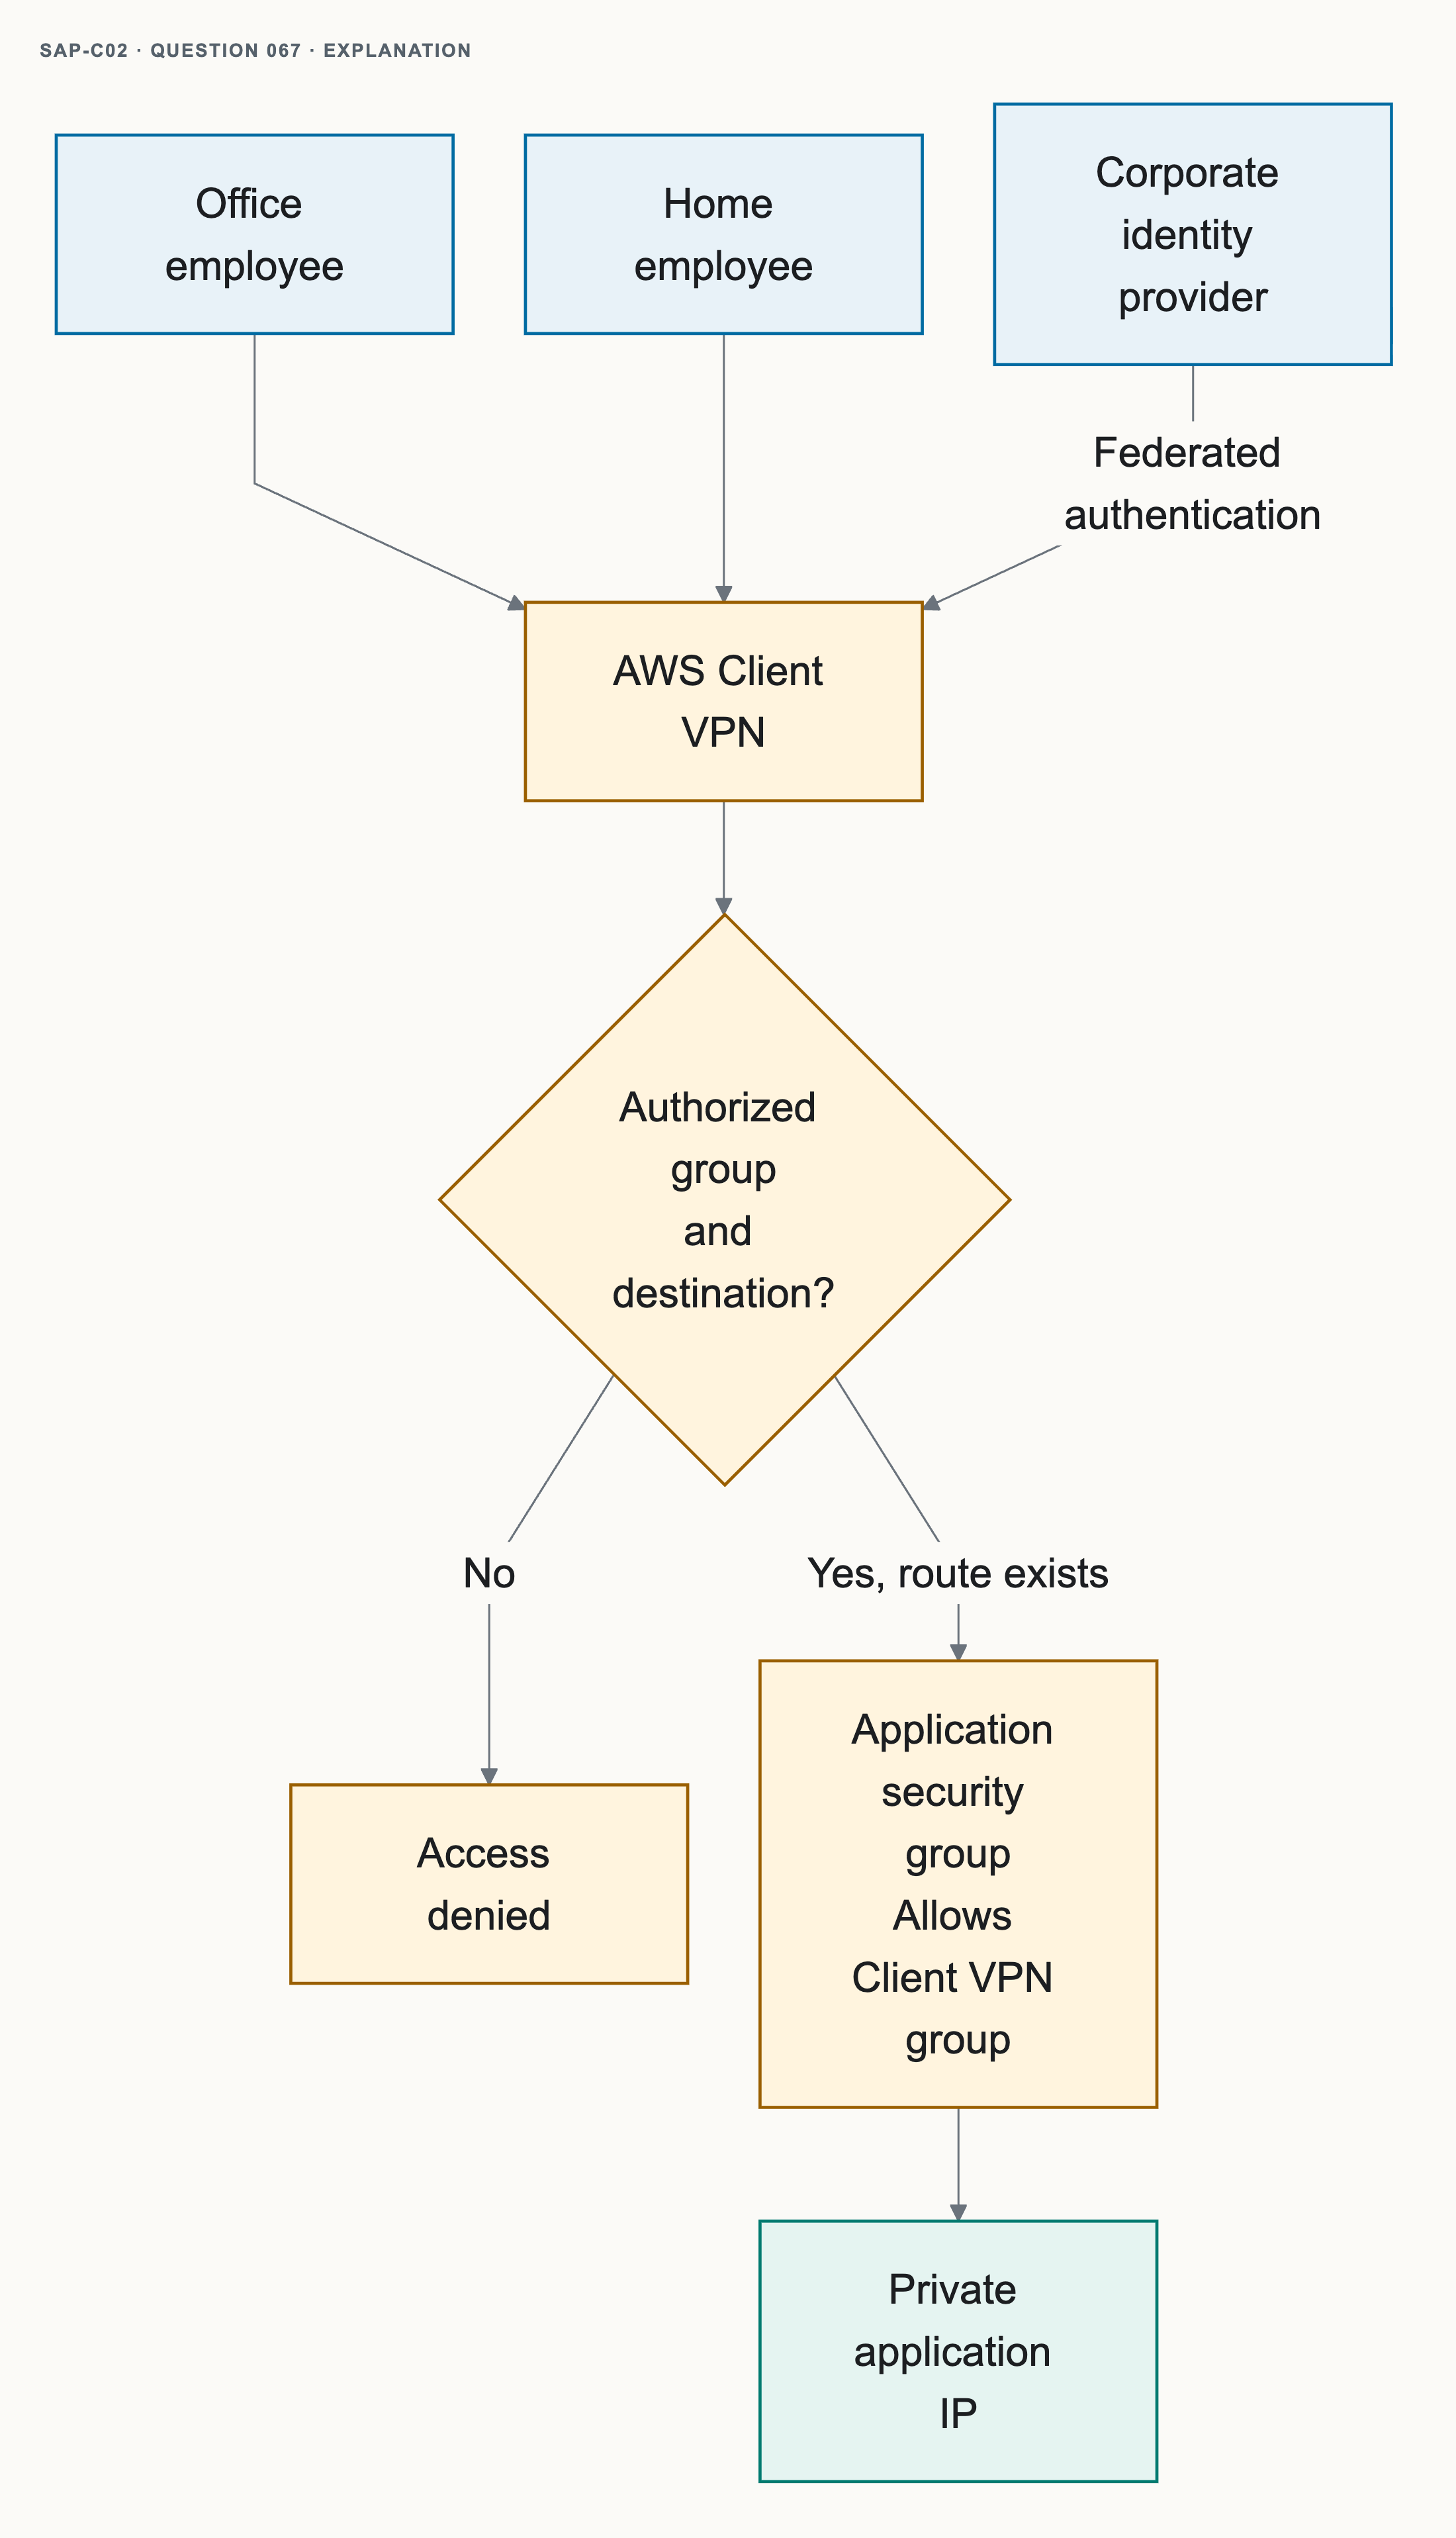 SAP-C02 · QUESTION 067 · EXPLANATION
Office
employee
Home
employee
Corporate
identity
provider
Federated
authentication
AWS Client
VPN
Authorized
group
and
destination?
No
Yes, route exists
Access
denied
Application
security
group
Allows
Client VPN
group
Private
application
IP